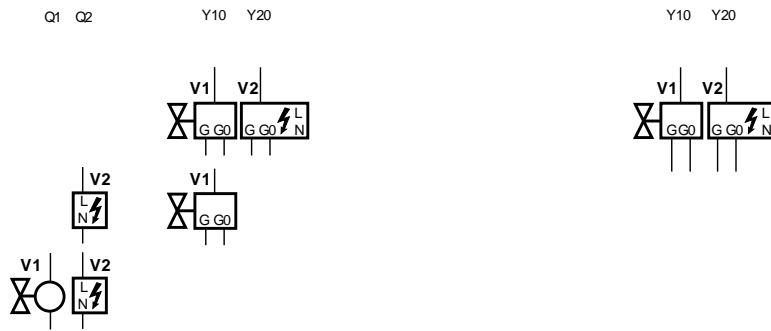 Q1 Q2 Y10 Y20 Y10 Y20
V1 V2 V1 V2
G G0 G G0 L N G G0 G G0 L N
V2 V1
L N G G0
V1 V2
L N